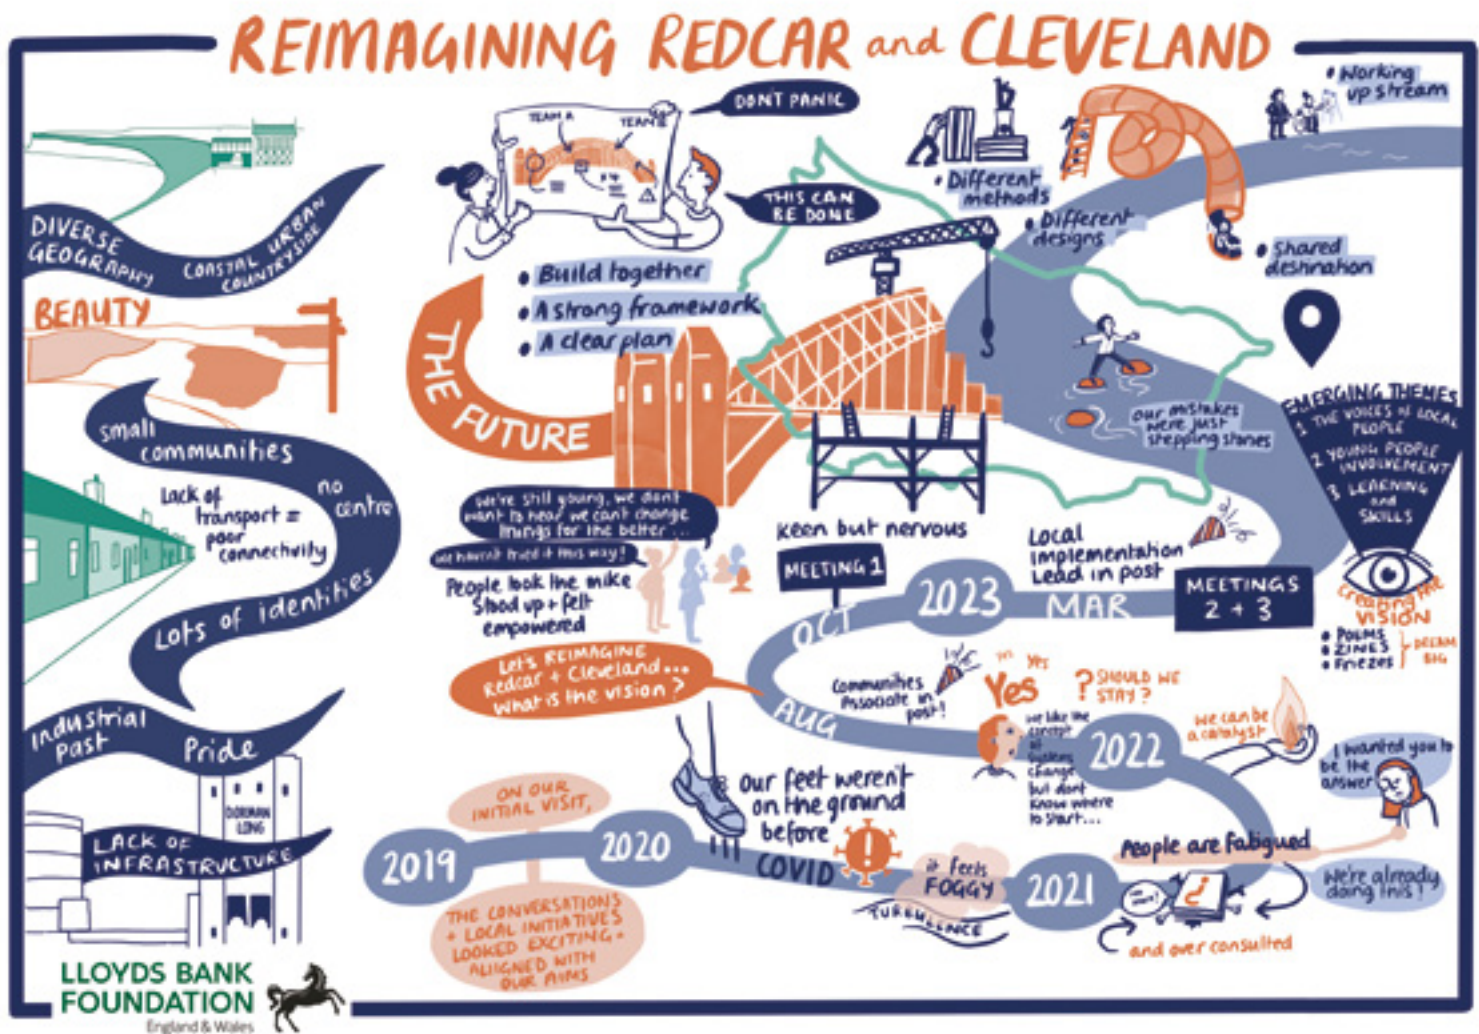 REIMAGINING REDCAR and CLEVELAND
DIVERSE
GEOGRAPHY
COASTAL URBAN
COUNTRYSIDE
BEAUTY
small
communities
no
centre
Lack of
transport =
poor
connectivity
Lots of identities
Industrial
Past
Pride
DORMAN
LONG
LACK OF
INFRASTRUCTURE
LLOYDS BANK
FOUNDATION
England & Wales
TEAM A
TEAM B
DON'T PANIC
THIS CAN
BE DONE
• Build together
• A strong framework
• A clear plan
THE FUTURE
• Different
methods
• Different
designs
• Working
up stream
• Shared
destination
our mistakes
were just
stepping stones
EMERGING THEMES
1 THE VOICES of LOCAL
PEOPLE
2 YOUNG PEOPLE
INVOLVEMENT
3 LEARNING
and
SKILLS
Creating the
VISION
• POEMS
• ZINES
• Friezes
DREAM
BIG
We're still young, we don't
want to hear we can't change
things for the better...
We haven't tried it this way!
People took the mike
Stood up + felt
empowered
Keen but nervous
MEETING 1
Local
Implementation
Lead in post
MEETINGS
2 + 3
OCT
2023
MAR
Let's REIMAGINE
Redcar + Cleveland...
What is the vision?
AUG
Communities
Associate in
post!
Yes
Yes
? SHOULD WE
STAY?
We like the
concept
of
systems
change
but don't
know where
to start...
2022
We can be
a catalyst
I wanted you to
be the
answer
ON OUR
INITIAL VISIT,
2019
THE CONVERSATIONS
+ LOCAL INITIATIVES
LOOKED EXCITING -
ALIGNED WITH
OUR AIMS
2020
Our feet weren't
on the ground
before
COVID
!
it feels
FOGGY
TURBULENCE
2021
People are fatigued
and over consulted
We're already
doing this!